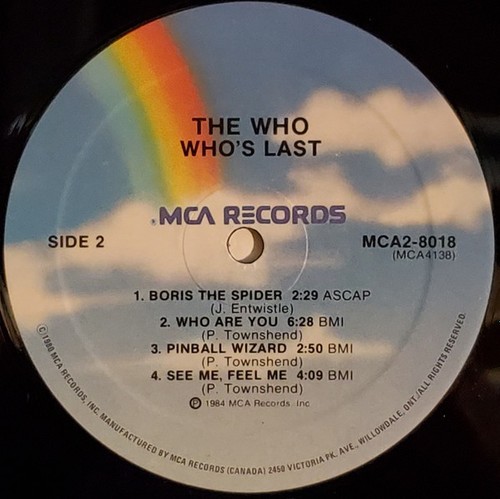 THE WHO
WHO'S LAST
MCA RECORDS
SIDE 2
MCA2-8018
(MCA4138)
1. BORIS THE SPIDER 2:29 ASCAP
(J. Entwistle)
2. WHO ARE YOU 6:28 BMI
(P. Townshend)
3. PINBALL WIZARD 2:50 BMI
(P. Townshend)
4. SEE ME, FEEL ME 4:09 BMI
(P. Townshend)
℗ 1984 MCA Records. Inc
©1980 MCA RECORDS, INC. MANUFACTURED BY MCA RECORDS (CANADA) 2450 VICTORIA PK. AVE., WILLOWDALE, ONT./ALL RIGHTS RESERVED.